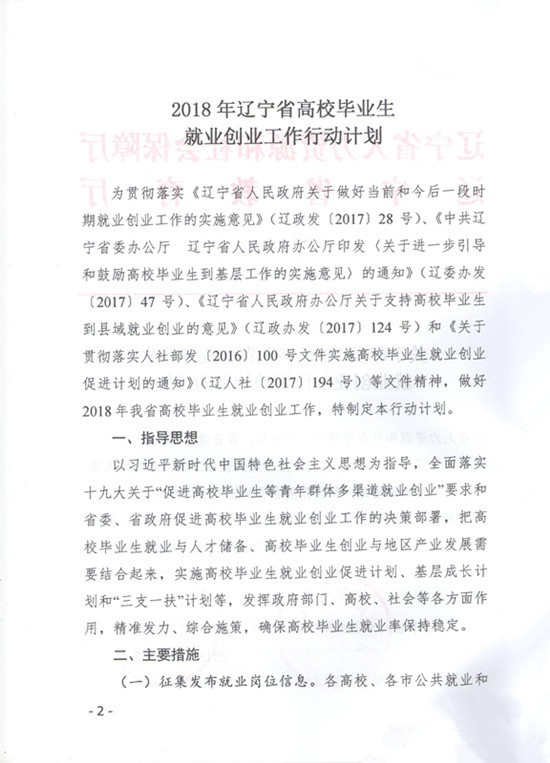 2018 年辽宁省高校毕业生
就业创业工作行动计划
为贯彻落实《辽宁省人民政府关于做好当前和今后一段时
期就业创业工作的实施意见》（辽政发〔2017〕28 号）、《中共辽
宁省委办公厅 辽宁省人民政府办公厅印发〈关于进一步引导
和鼓励高校毕业生到基层工作的实施意见〉的通知》（辽委办发
〔2017〕47 号）、《辽宁省人民政府办公厅关于支持高校毕业生
到县域就业创业的意见》（辽政办发〔2017〕124 号）和《关于
贯彻落实人社部发〔2016〕100 号文件实施高校毕业生就业创业
促进计划的通知》（辽人社〔2017〕194 号）等文件精神，做好
2018 年我省高校毕业生就业创业工作，特制定本行动计划。
一、指导思想
以习近平新时代中国特色社会主义思想为指导，全面落实
十九大关于“促进高校毕业生等青年群体多渠道就业创业”要求和
省委、省政府促进高校毕业生就业创业工作的决策部署，把高
校毕业生就业与人才储备、高校毕业生创业与地区产业发展需
要结合起来，实施高校毕业生就业创业促进计划、基层成长计
划和“三支一扶”计划等，发挥政府部门、高校、社会等各方面作
用，精准发力、综合施策，确保高校毕业生就业率保持稳定。
二、主要措施
（一）征集发布就业岗位信息。各高校、各市公共就业和
- 2 -